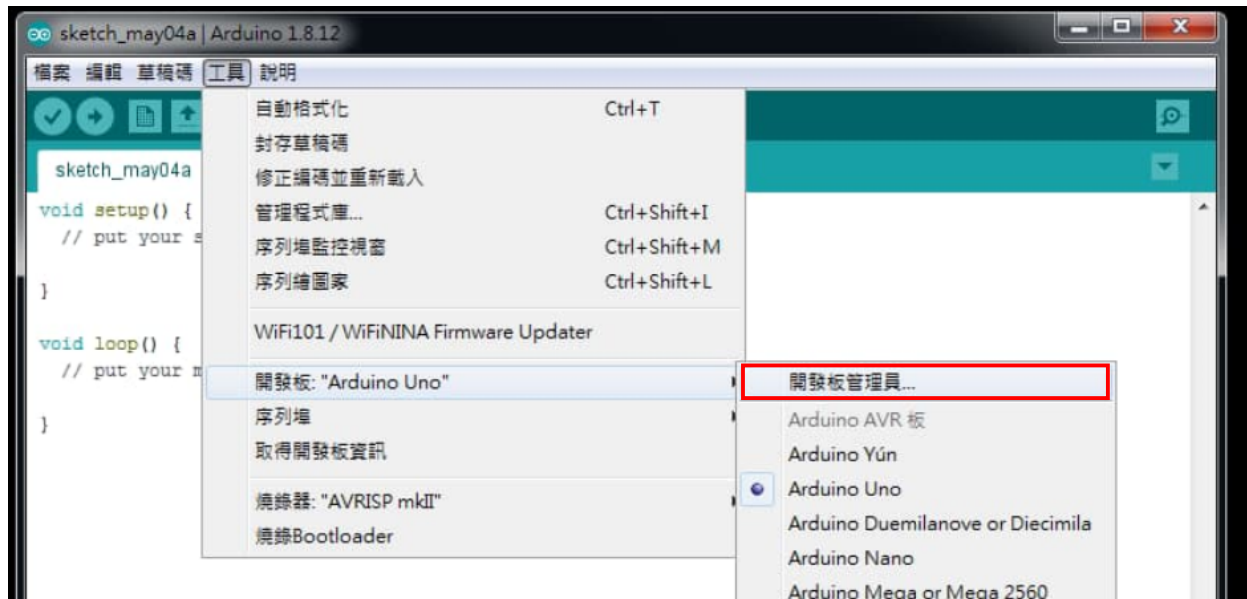 sketch_may04a | Arduino 1.8.12
檔案 編輯 草稿碼 工具 說明
sketch_may04a
void setup() {
// put your s
}
void loop() {
// put your m
}
自動格式化 Ctrl+T
封存草稿碼
修正編碼並重新載入
管理程式庫... Ctrl+Shift+I
序列埠監控視窗 Ctrl+Shift+M
序列繪圖家 Ctrl+Shift+L
WiFi101 / WiFiNINA Firmware Updater
開發板: "Arduino Uno"
序列埠
取得開發板資訊
燒錄器: "AVRISP mkII"
燒錄Bootloader
開發板管理員...
Arduino AVR 板
Arduino Yún
Arduino Uno
Arduino Duemilanove or Diecimila
Arduino Nano
Arduino Mega or Mega 2560